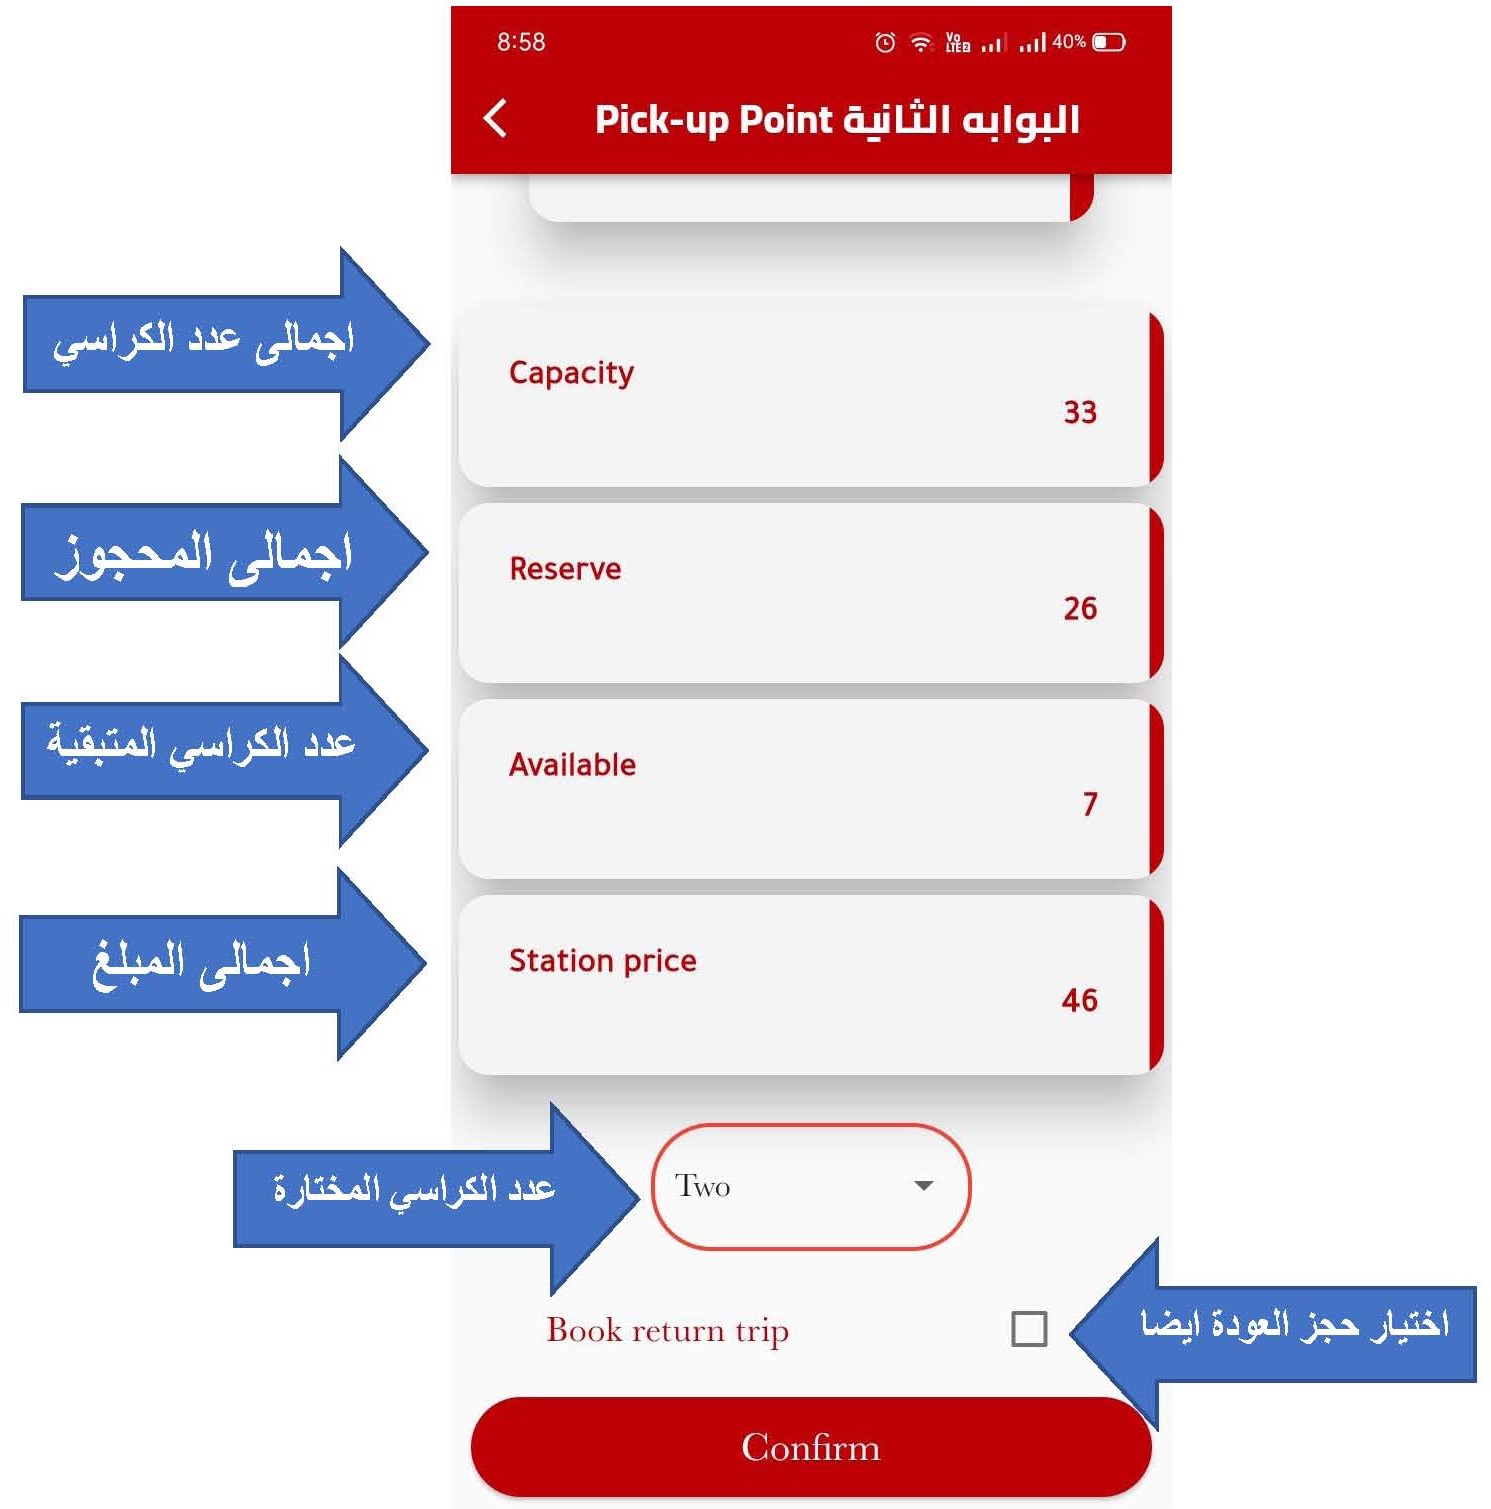 8:58
Vo LTE2 40%
Pick-up Point البوابه الثانية
اجمالى عدد الكراسي
Capacity
33
اجمالى المحجوز
Reserve
26
عدد الكراسي المتبقية
Available
7
اجمالى المبلغ
Station price
46
عدد الكراسي المختارة
Two
Book return trip
اختيار حجز العودة ايضا
Confirm